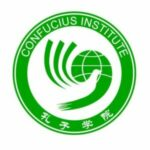 CONFUCIUS INSTITUTE
孔子学院